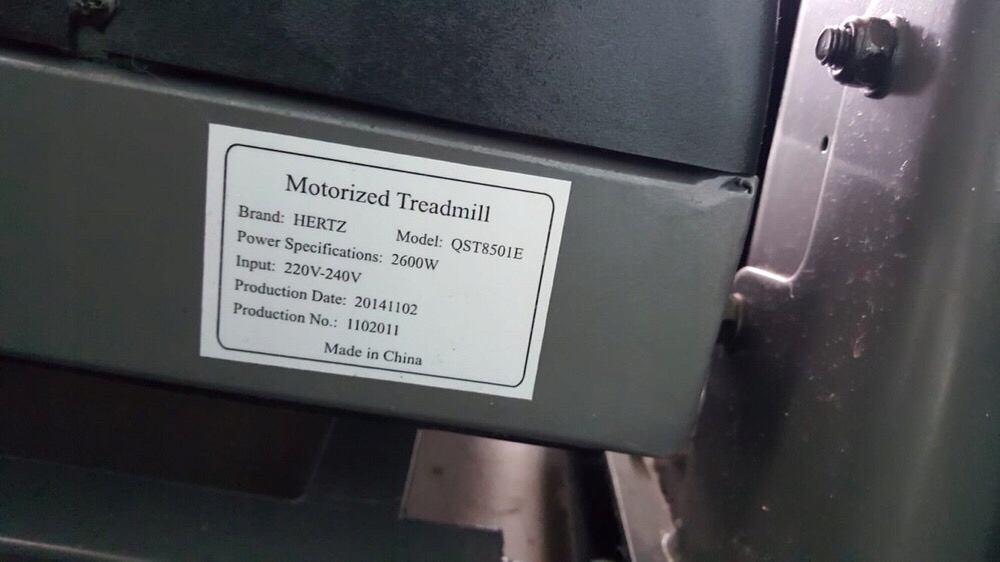 Motorized Treadmill
Brand: HERTZ Model: QST8501E
Power Specifications: 2600W
Input: 220V-240V
Production Date: 20141102
Production No.: 1102011
Made in China